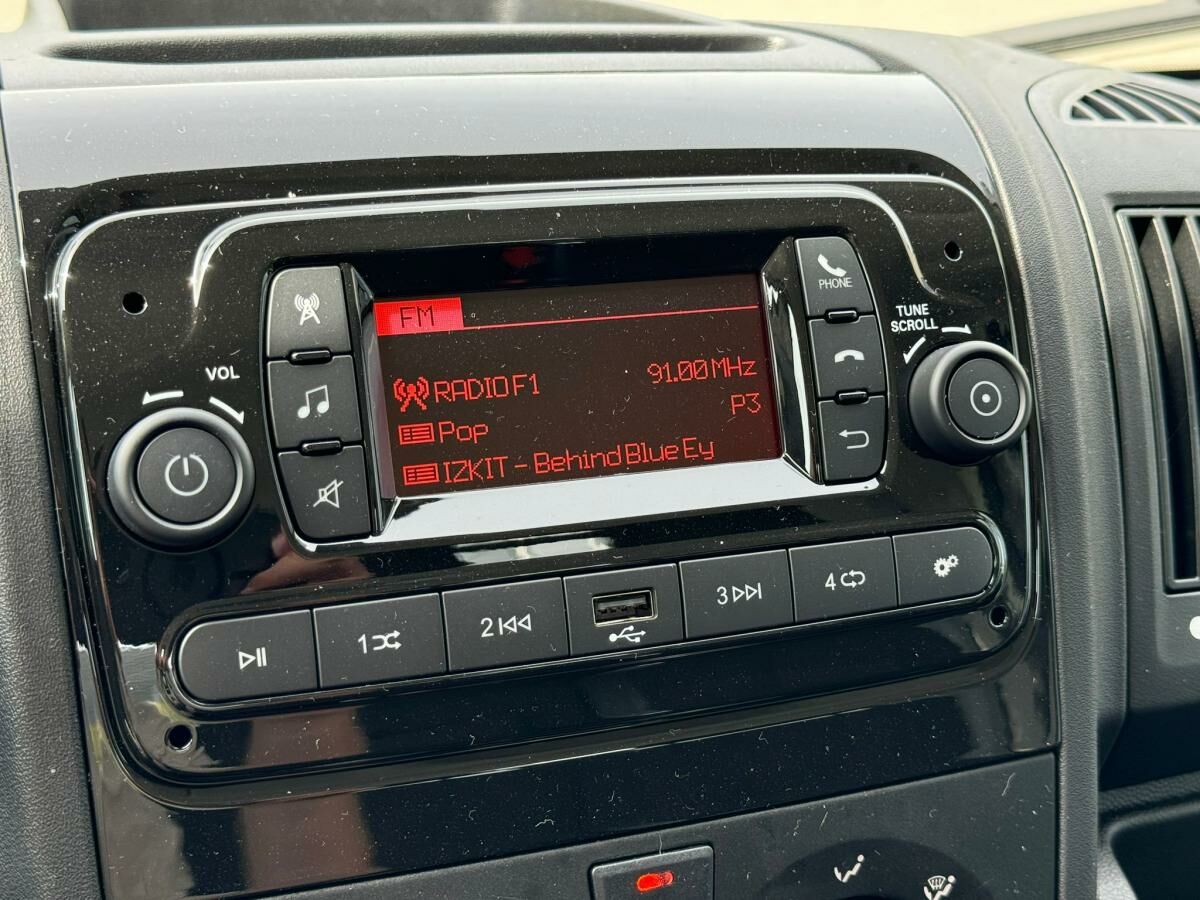 FM
RADIO F1
91.00 MHz
P3
Pop
IZKIT - Behind Blue Ey
VOL
PHONE
TUNE
SCROLL
1
2
3
4